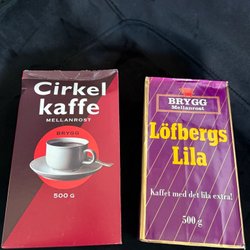 Cirkel
kaffe
MELLANROST
BRYGG
500 G
BRYGG
Mellanrost
Löfbergs
Lila
Kaffet med det lila extra!
500 g